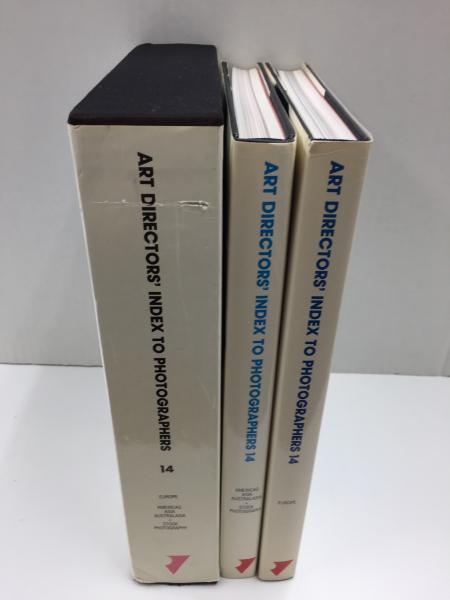 ART DIRECTORS' INDEX TO PHOTOGRAPHERS
14
EUROPE
AMERICAS
ASIA
AUSTRALASIA
+
STOCK
PHOTOGRAPHY
ART DIRECTORS' INDEX TO PHOTOGRAPHERS 14
AMERICAS
ASIA
AUSTRALASIA
+
STOCK
PHOTOGRAPHY
ART DIRECTORS' INDEX TO PHOTOGRAPHERS 14
EUROPE